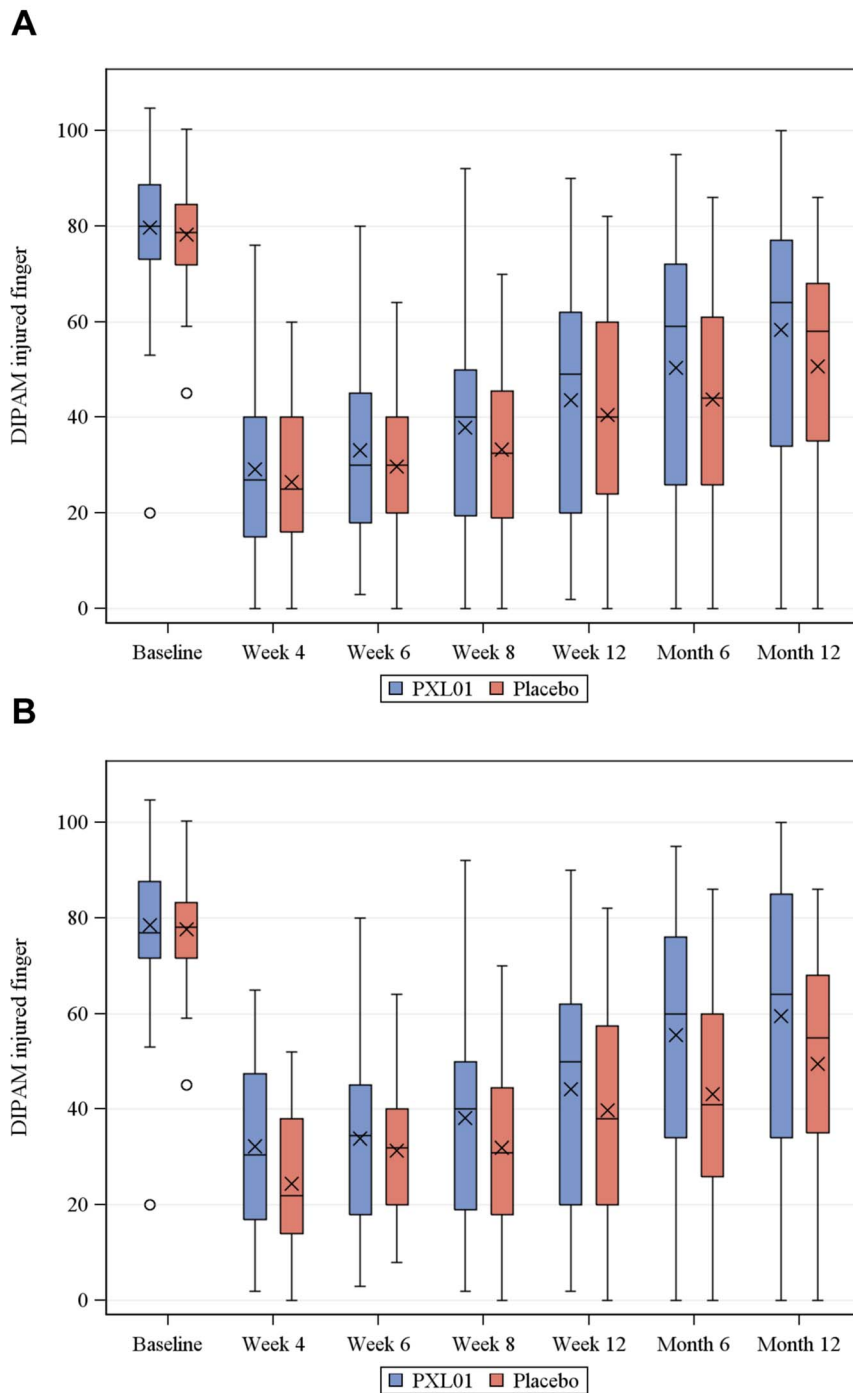 A
DIPAM injured finger
100
80
60
40
20
0
Baseline Week 4 Week 6 Week 8 Week 12 Month 6 Month 12
PXL01 Placebo
B
DIPAM injured finger
100
80
60
40
20
0
Baseline Week 4 Week 6 Week 8 Week 12 Month 6 Month 12
PXL01 Placebo